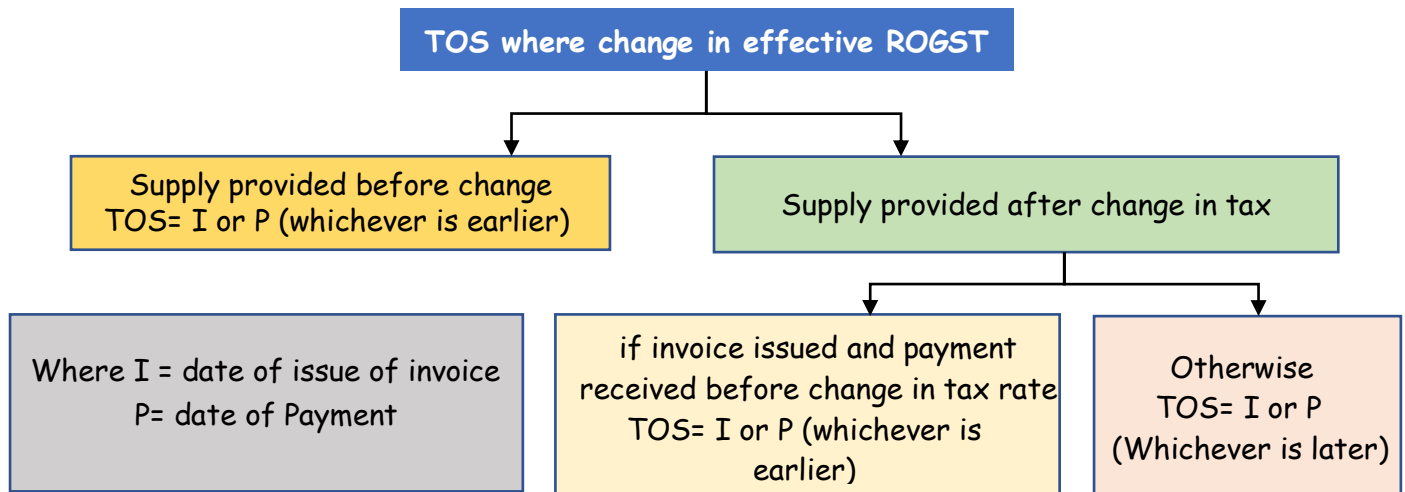 TOS where change in effective ROGST
Supply provided before change
TOS= I or P (whichever is earlier)
Supply provided after change in tax
Where I = date of issue of invoice
P= date of Payment
if invoice issued and payment
received before change in tax rate
TOS= I or P (whichever is
earlier)
Otherwise
TOS= I or P
(Whichever is later)